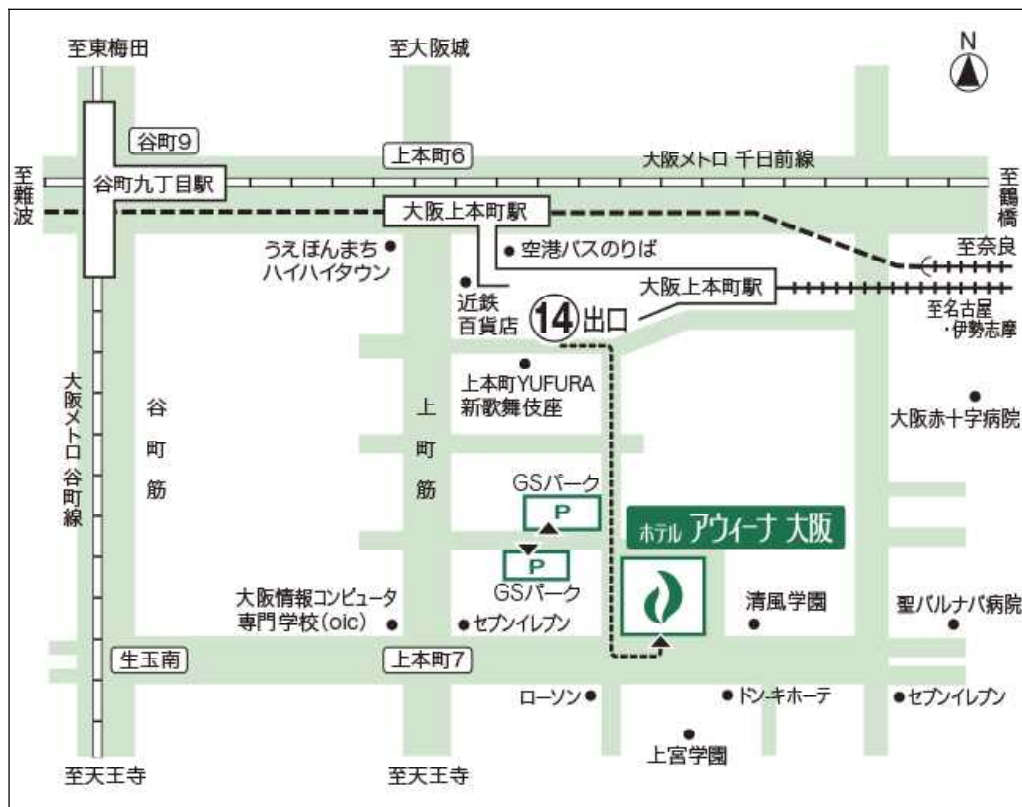 至東梅田
至大阪城
N
谷町9
上本町6
大阪メトロ 千日前線
至難波
谷町九丁目駅
至鶴橋
大阪上本町駅
うえほんまち
ハイハイタウン
空港バスのりば
至奈良
大阪上本町駅
近鉄
百貨店
14出口
至名古屋
・伊勢志摩
上本町YUFURA
新歌舞伎座
大阪赤十字病院
大阪メトロ 谷町線
谷町筋
上町筋
GSパーク
P
ホテル アウィーナ 大阪
P
GSパーク
大阪情報コンピュータ
専門学校(oic)
セブンイレブン
清風学園
聖バルナバ病院
生玉南
上本町7
ローソン
ドン・キホーテ
セブンイレブン
上宮学園
至天王寺
至天王寺